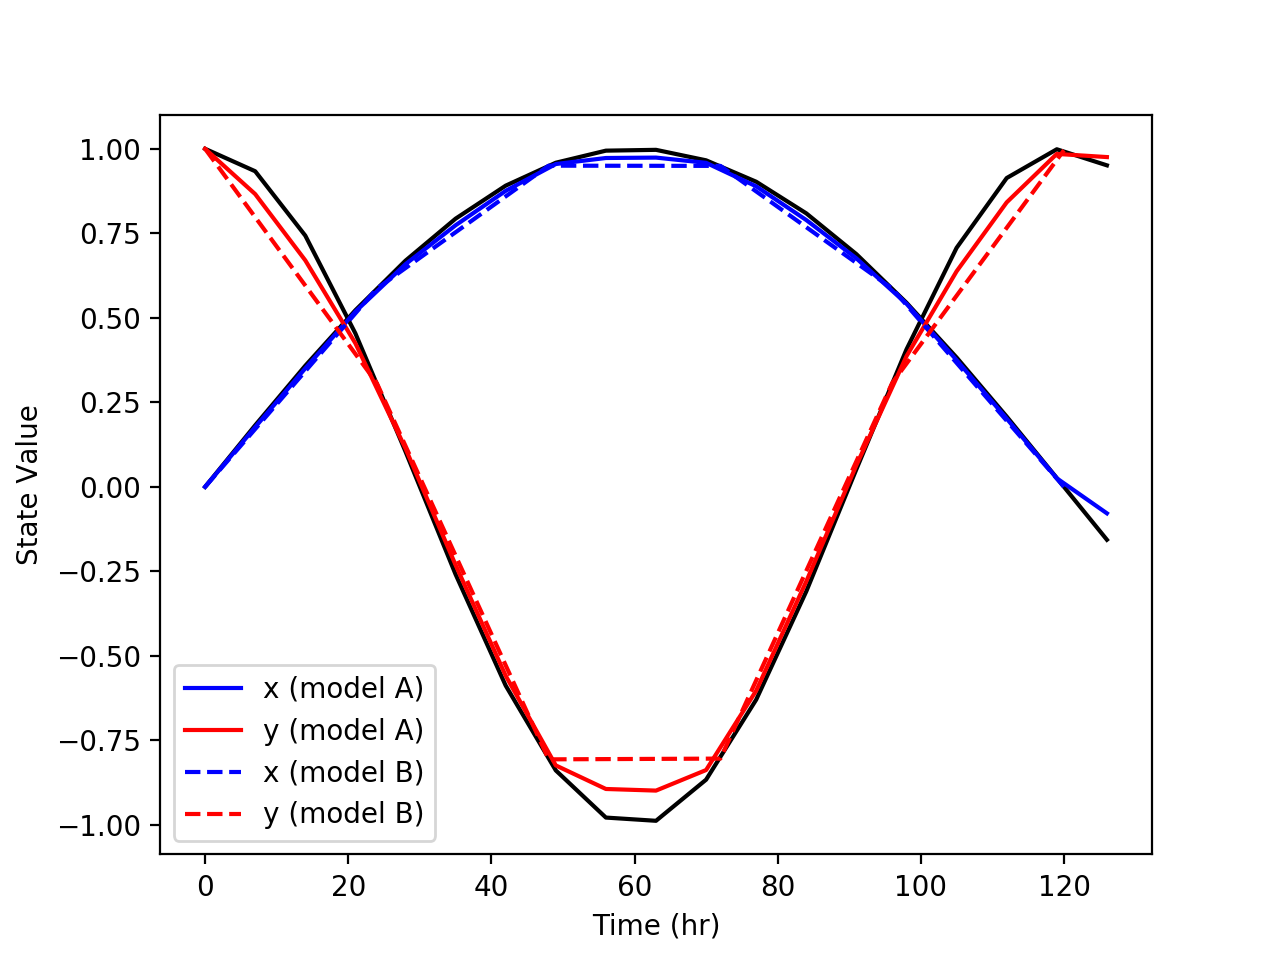 1.00
0.75
0.50
0.25
0.00
−0.25
−0.50
−0.75
−1.00
State Value
x (model A)
y (model A)
x (model B)
y (model B)
0 20 40 60 80 100 120
Time (hr)